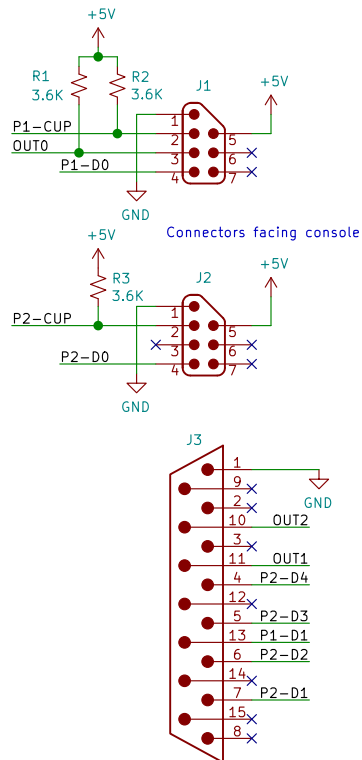 +5V
R1
3.6K
R2
3.6K
J1
+5V
1
P1-CUP
2
5
OUT0
3
6
P1-D0
4
7
GND
Connectors facing console
+5V
R3
3.6K
J2
+5V
1
P2-CUP
2
5
3
6
P2-D0
4
7
GND
J3
1
GND
9
2
10 OUT2
3
11 OUT1
4 P2-D4
12
5 P2-D3
13 P1-D1
6 P2-D2
14
7 P2-D1
15
8